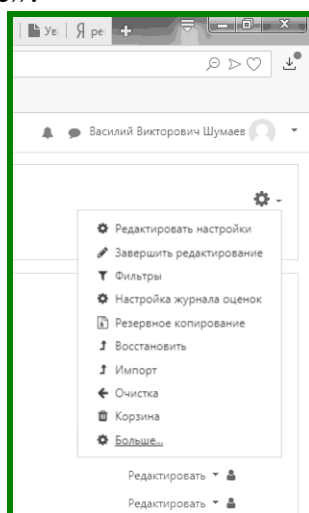 Ув. Я ре
Василий Викторович Шумаев
Редактировать настройки
Завершить редактирование
Фильтры
Настройка журнала оценок
Резервное копирование
Восстановить
Импорт
Очистка
Корзина
Больше...
Редактировать
Редактировать